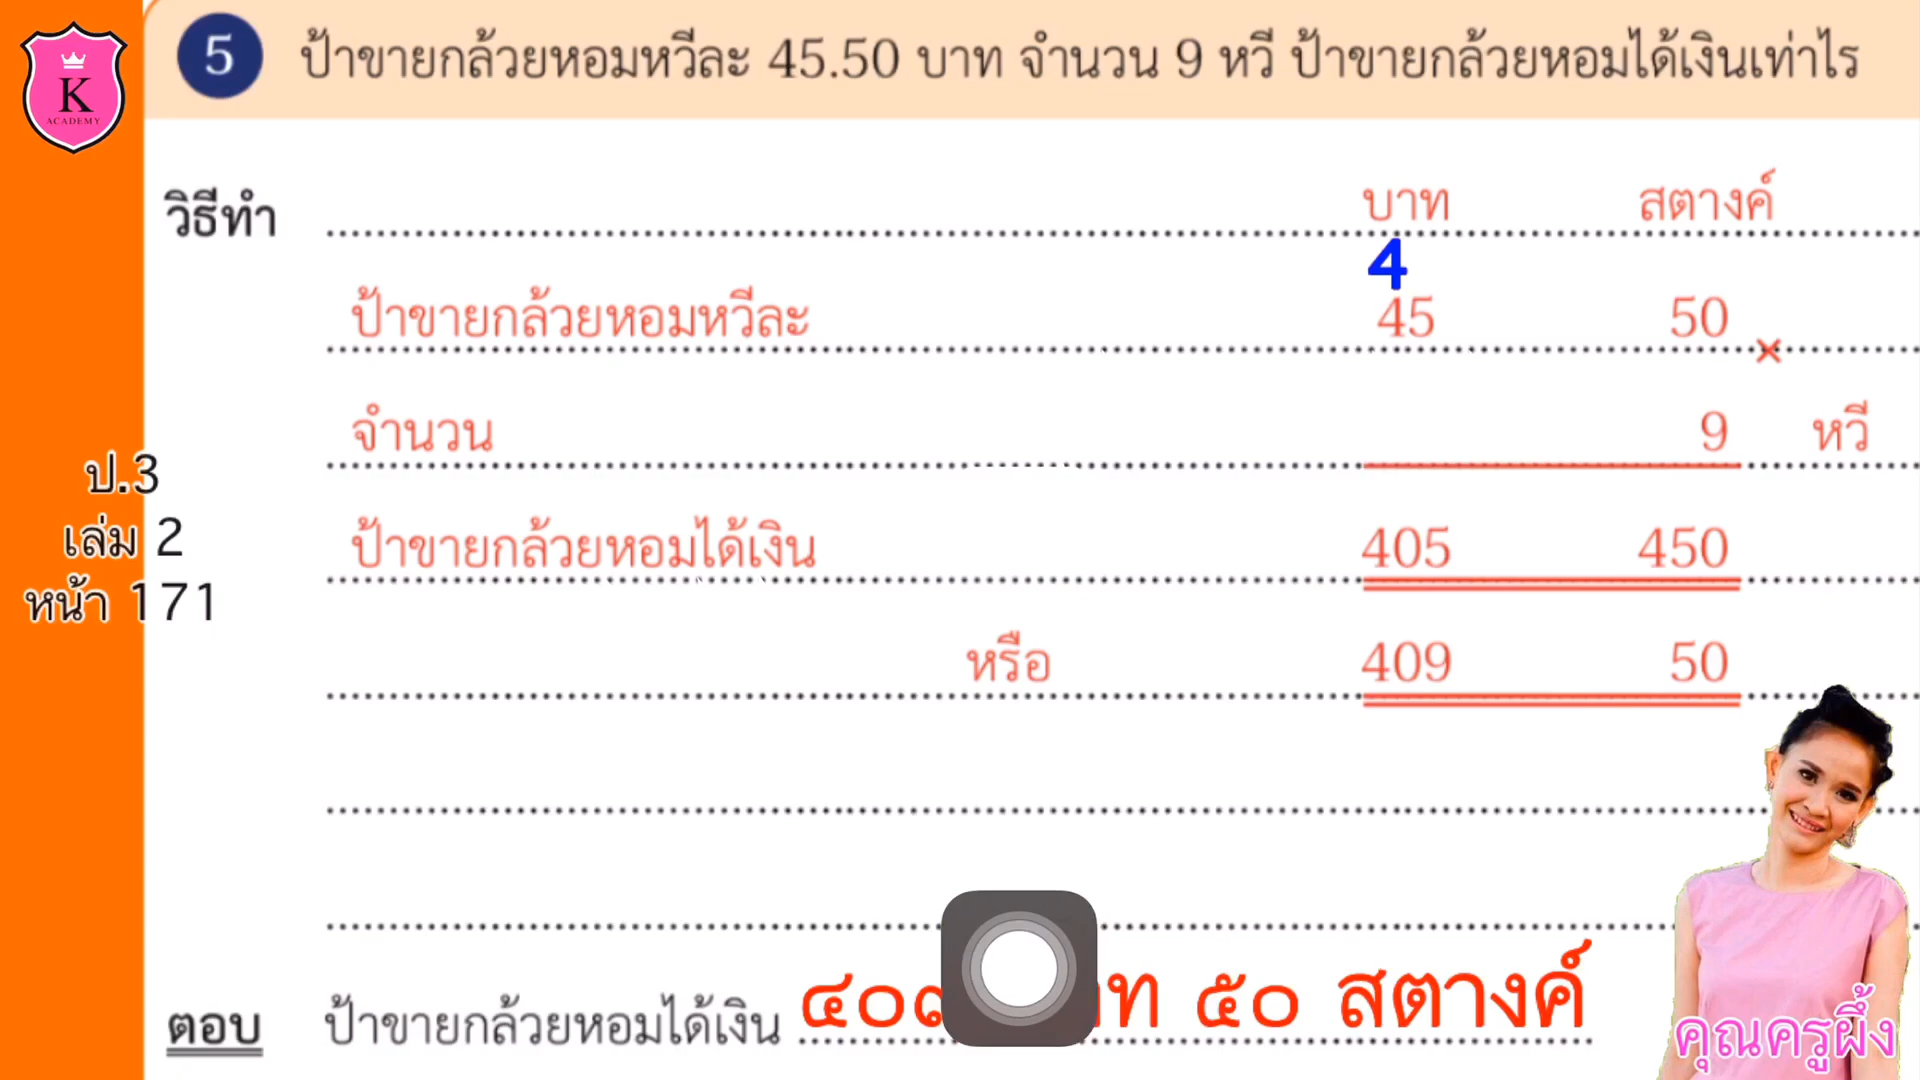 K
ACADEMY
5 ป้าขายกล้วยหอมหวีละ 45.50 บาท จำนวน 9 หวี ป้าขายกล้วยหอมได้เงินเท่าไร
วิธีทำ บาท สตางค์
4
ป้าขายกล้วยหอมหวีละ 45 50 ×
จำนวน 9 หวี
ป้าขายกล้วยหอมได้เงิน 405 450
หรือ 409 50
ป.3
เล่ม 2
หน้า 171
ตอบ ป้าขายกล้วยหอมได้เงิน ๕๐ สตางค์
คุณครูผึ้ง